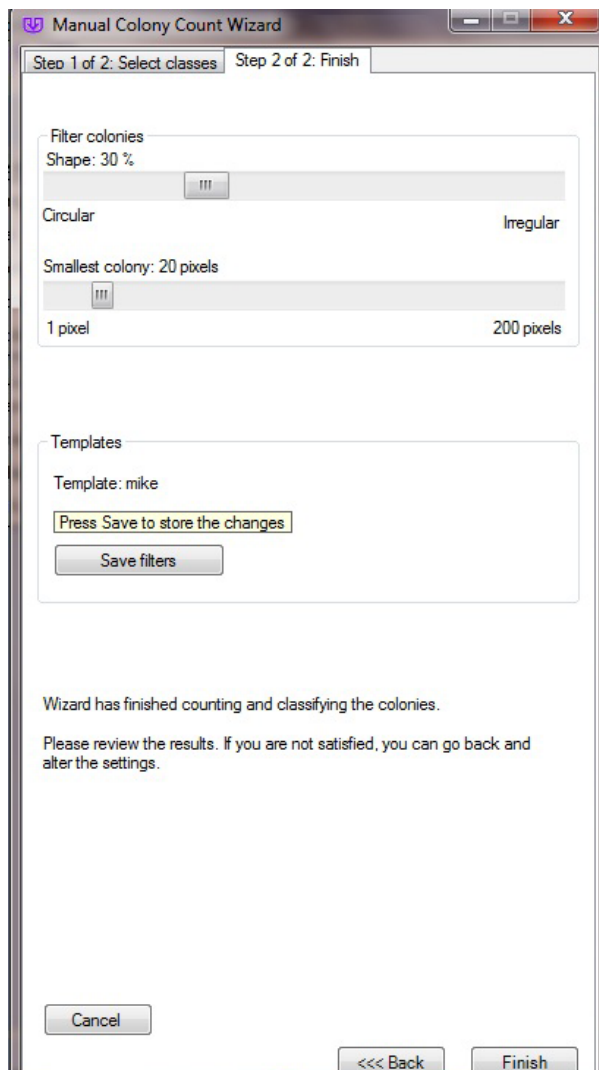 Manual Colony Count Wizard
Step 1 of 2: Select classes
Step 2 of 2: Finish
Filter colonies
Shape: 30 %
Circular
Irregular
Smallest colony: 20 pixels
1 pixel
200 pixels
Templates
Template: mike
Press Save to store the changes
Save filters
Wizard has finished counting and classifying the colonies.
Please review the results. If you are not satisfied, you can go back and
alter the settings.
Cancel
<<< Back
Finish